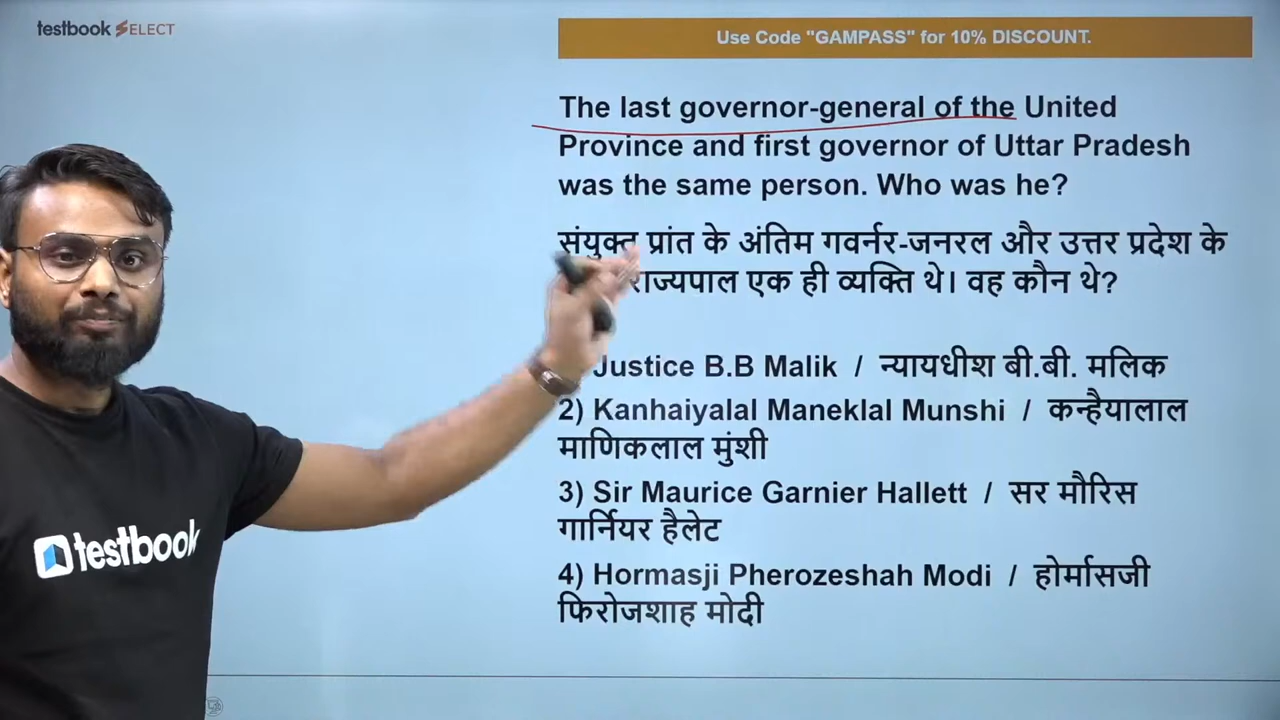 testbook SELECT
Use Code "GAMPASS" for 10% DISCOUNT.
The last governor-general of the United
Province and first governor of Uttar Pradesh
was the same person. Who was he?
संयुक्त प्रांत के अंतिम गवर्नर-जनरल और उत्तर प्रदेश के
राज्यपाल एक ही व्यक्ति थे। वह कौन थे?
Justice B.B Malik / न्यायधीश बी.बी. मलिक
2) Kanhaiyalal Maneklal Munshi / कन्हैयालाल
माणिकलाल मुंशी
3) Sir Maurice Garnier Hallett / सर मौरिस
गार्नियर हैलेट
4) Hormasji Pherozeshah Modi / होर्मासजी
फिरोजशाह मोदी
testbook